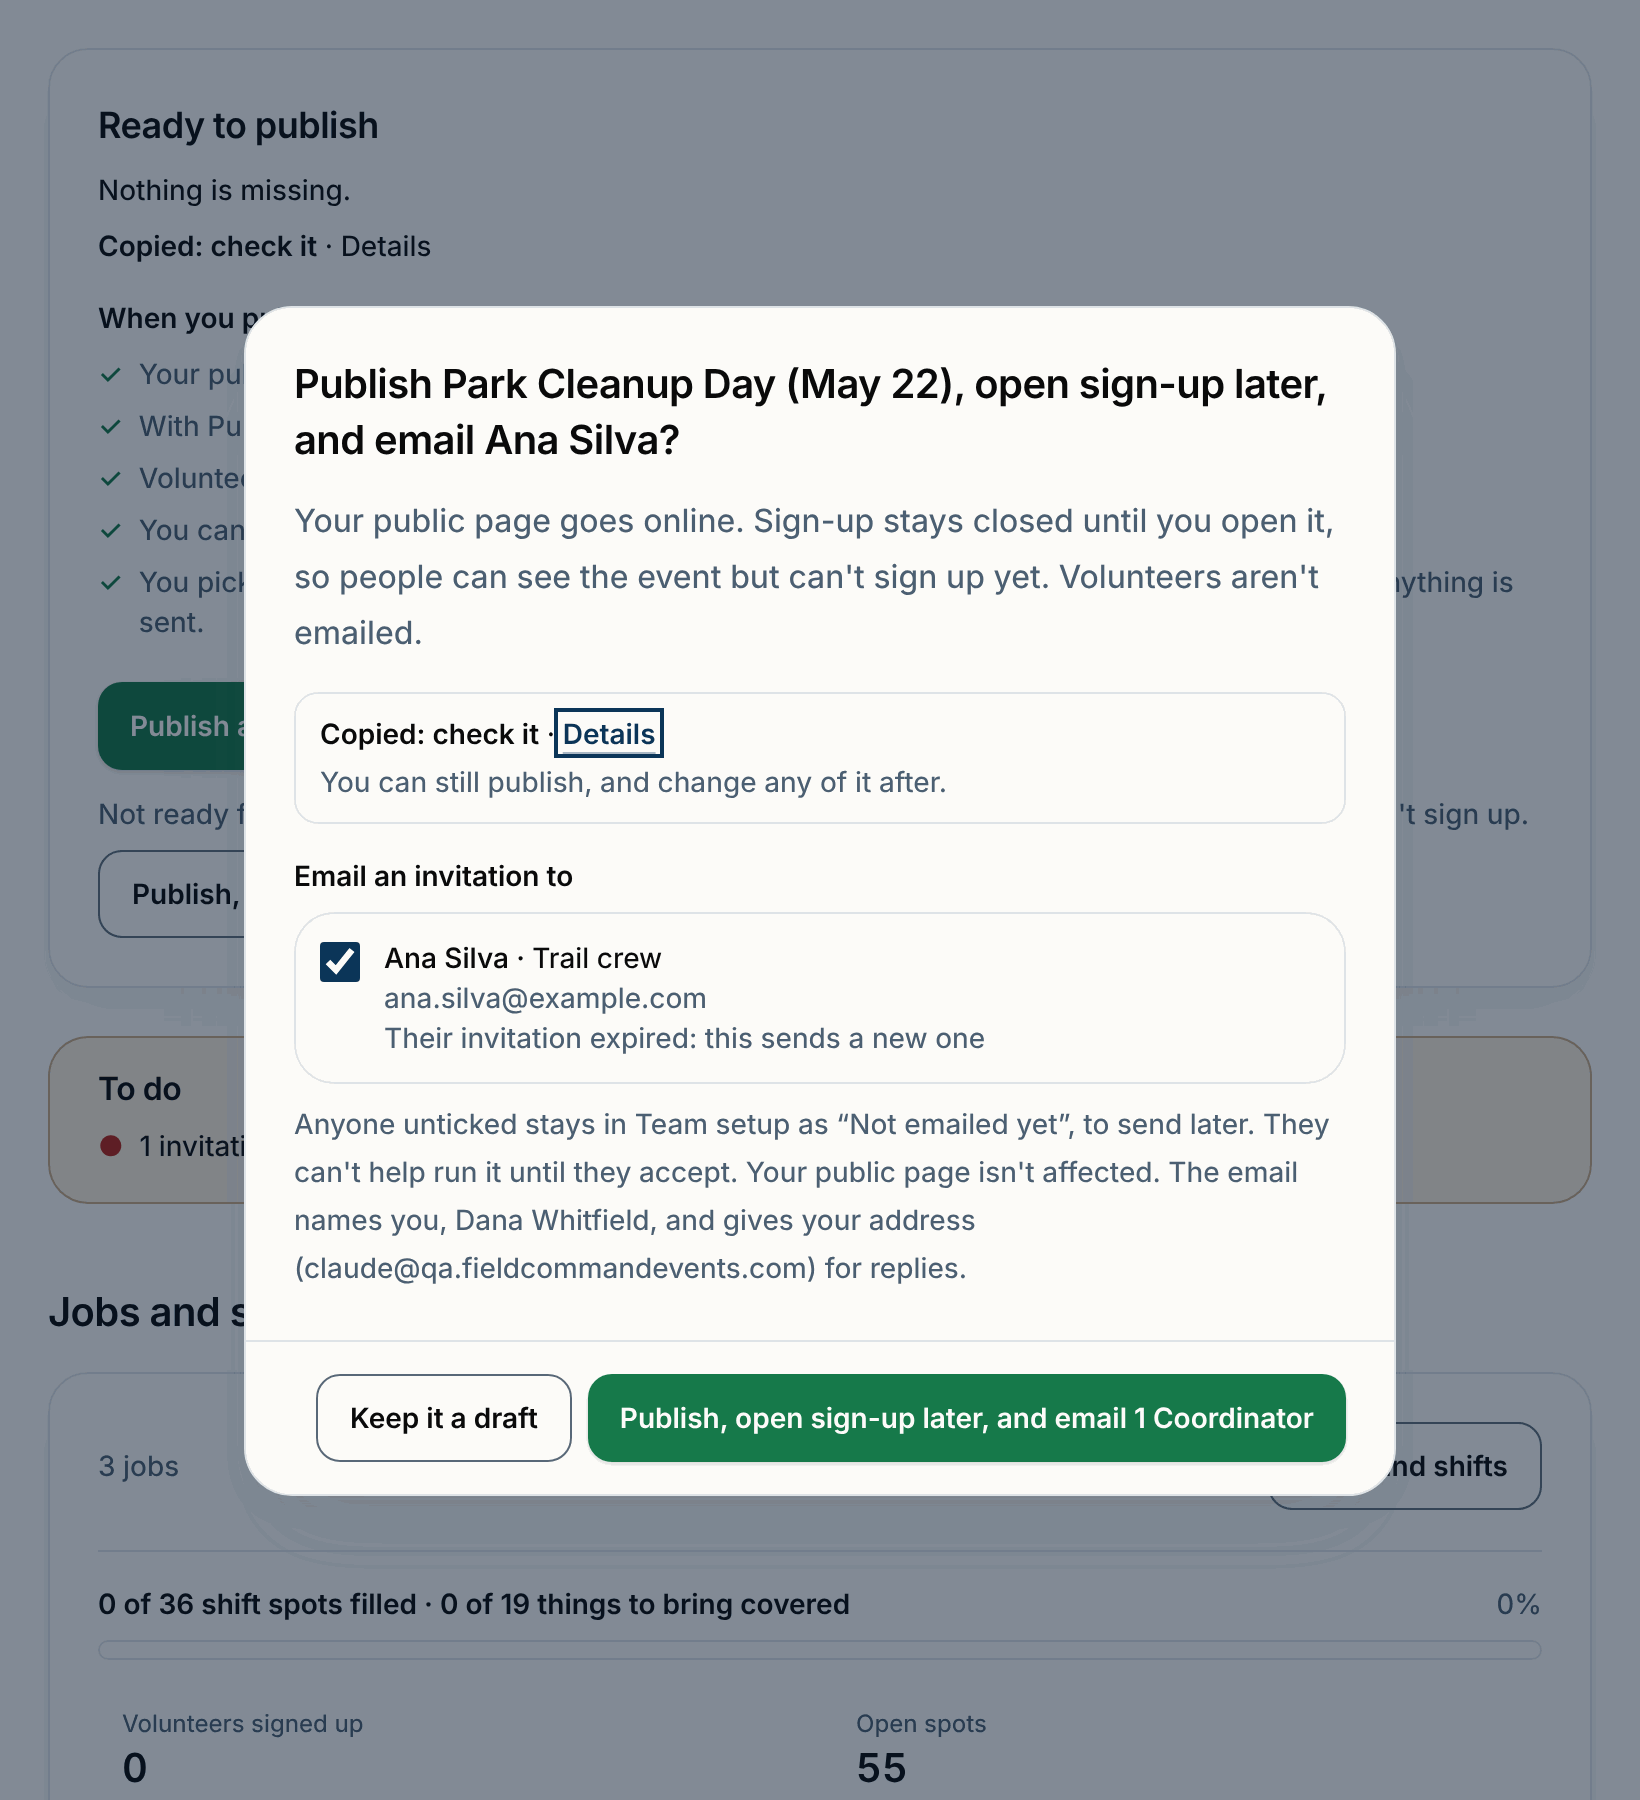 Ready to publish
Nothing is missing.
Copied: check it · Details
When you
Your
With
You can
You
anything is
sent.
Publish
Not ready
't sign up.
Publish,
Publish Park Cleanup Day (May 22), open sign-up later,
and email Ana Silva?
Your public page goes online. Sign-up stays closed until you open it,
so people can see the event but can't sign up yet. Volunteers aren't
emailed.
Copied: check it · Details
You can still publish, and change any of it after.
Email an invitation to
Ana Silva · Trail crew
ana.silva@example.com
Their invitation expired: this sends a new one
Anyone unticked stays in Team setup as “Not emailed yet”, to send later. They
can't help run it until they accept. Your public page isn't affected. The email
names you, Dana Whitfield, and gives your address
(claude@qa.fieldcommandevents.com) for replies.
Keep it a draft
Publish, open sign-up later, and email 1 Coordinator
To do
1
Jobs and
3 jobs
and shifts
0 of 36 shift spots filled · 0 of 19 things to bring covered
0%
Volunteers signed up
0
Open spots
55